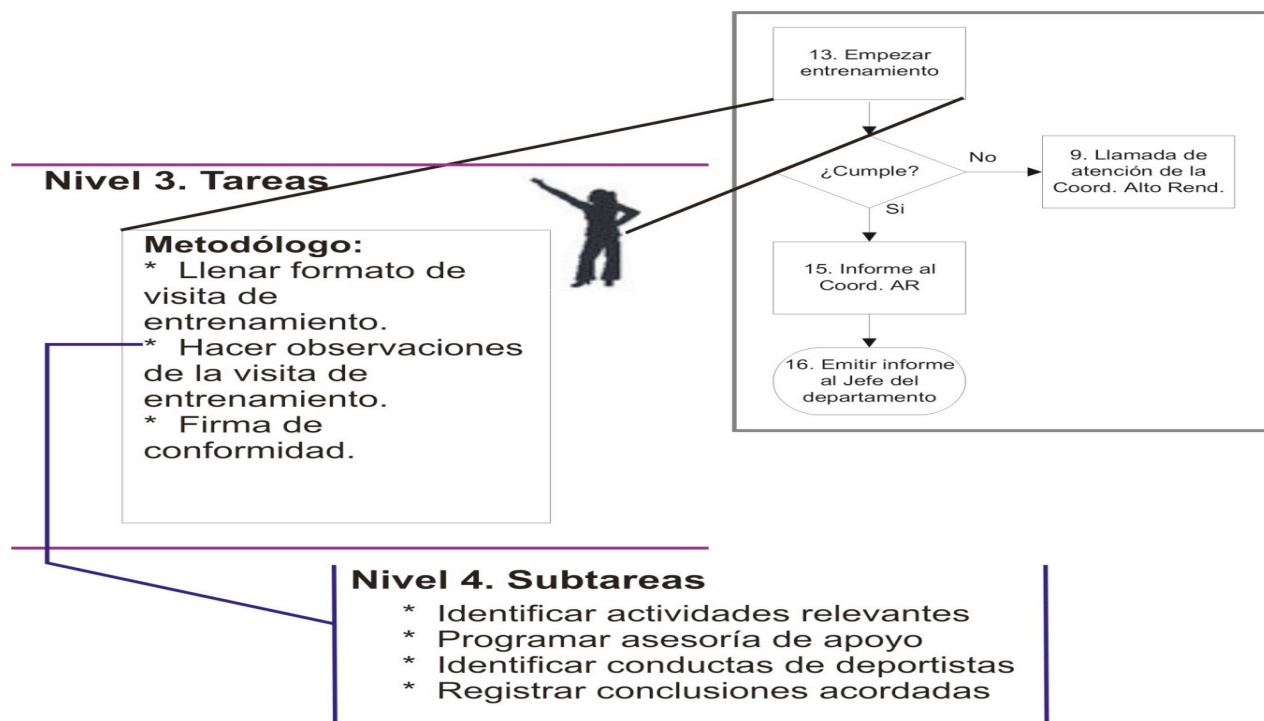 13. Empezar
entrenamiento
¿Cumple?
No
9. Llamada de
atención de la
Coord. Alto Rend.
Si
15. Informe al
Coord. AR
16. Emitir informe
al Jefe del
departamento
Nivel 3. Tareas
Metodólogo:
* Llenar formato de
visita de
entrenamiento.
* Hacer observaciones
de la visita de
entrenamiento.
* Firma de
conformidad.
Nivel 4. Subtareas
* Identificar actividades relevantes
* Programar asesoría de apoyo
* Identificar conductas de deportistas
* Registrar conclusiones acordadas